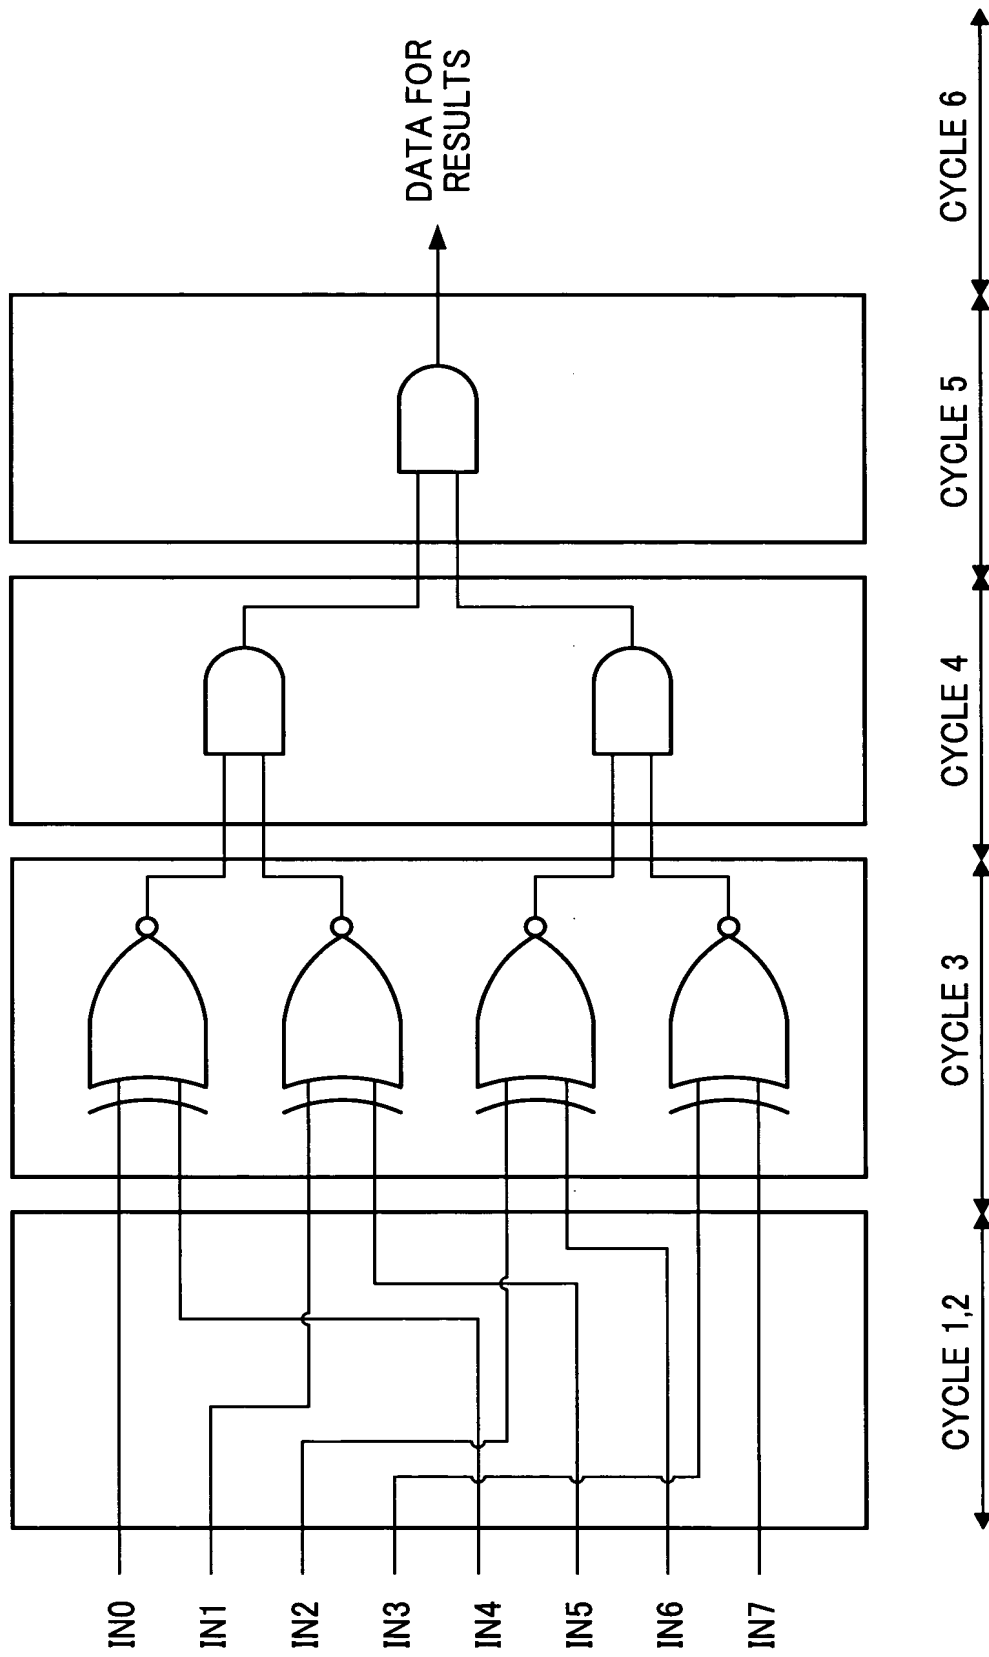 IN0
IN1
IN2
IN3
IN4
IN5
IN6
IN7
DATA FOR
RESULTS
CYCLE 1,2
CYCLE 3
CYCLE 4
CYCLE 5
CYCLE 6